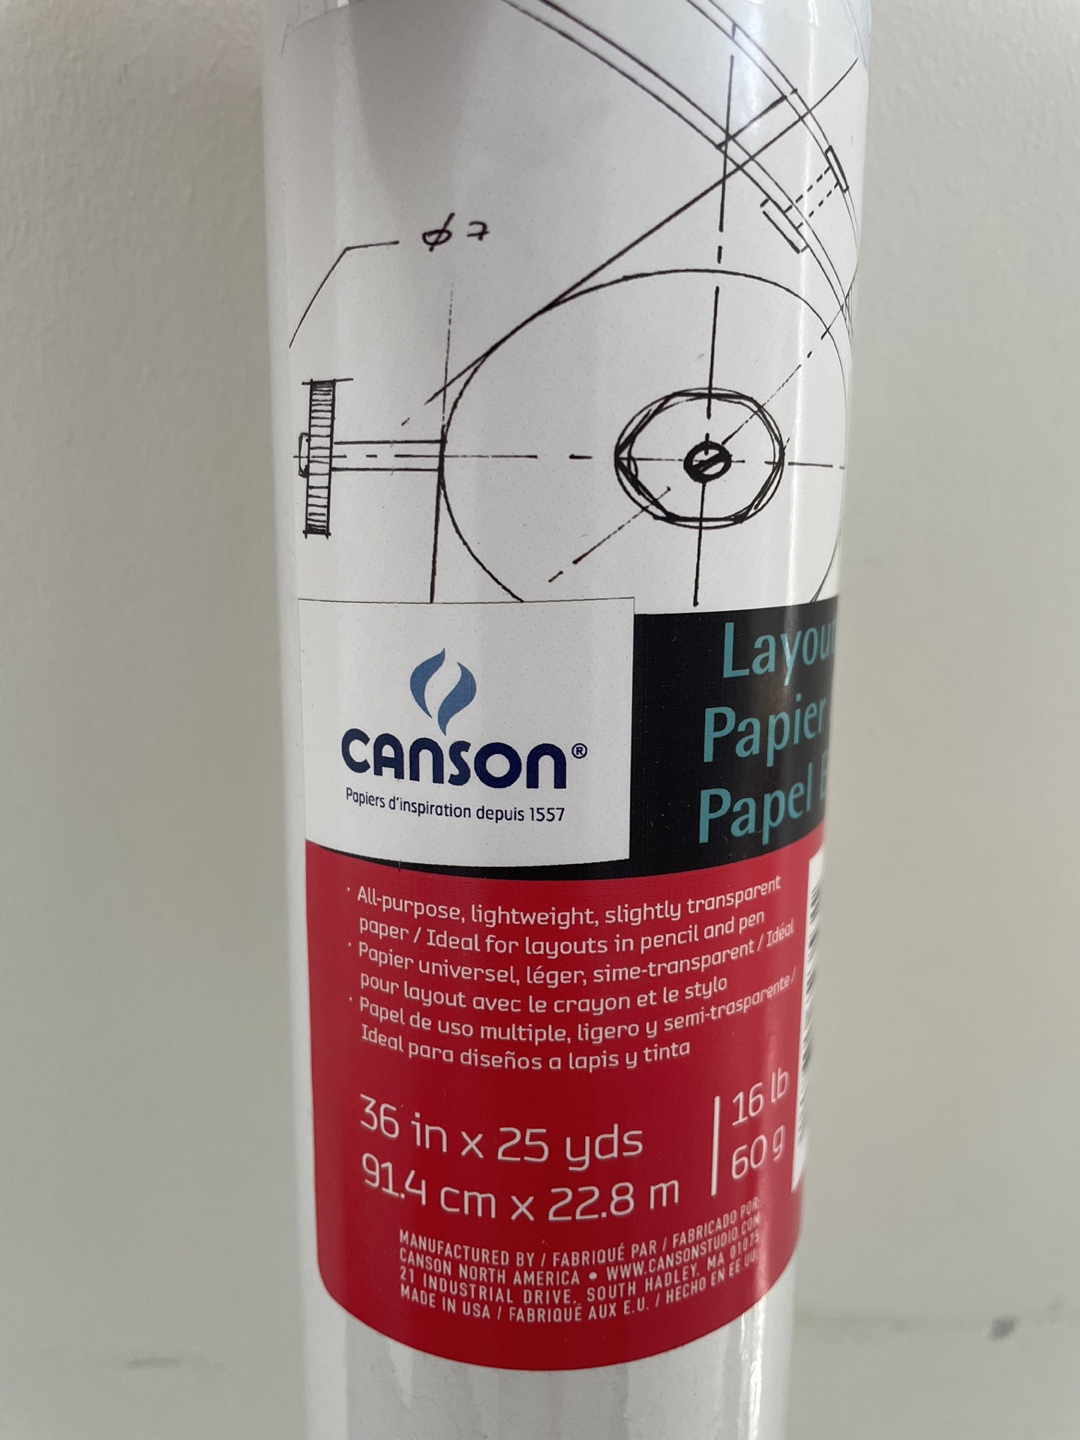 φ 7
CANSON®
Papiers d'inspiration depuis 1557
Layou
Papier
Papel
· All-purpose, lightweight, slightly transparent
paper / Ideal for layouts in pencil and pen
· Papier universel, léger, sime-transparent / Idéal
pour layout avec le crayon et le stylo
· Papel de uso multiple, ligero y semi-trasparente /
Ideal para diseños a lapis y tinta
36 in x 25 yds
91.4 cm x 22.8 m
16 lb
60 g
MANUFACTURED BY / FABRIQUÉ PAR / FABRICADO POR:
CANSON NORTH AMERICA • WWW.CANSONSTUDIO.COM
21 INDUSTRIAL DRIVE, SOUTH HADLEY, MA 01075
MADE IN USA / FABRIQUÉ AUX E.U. / HECHO EN EE UU.